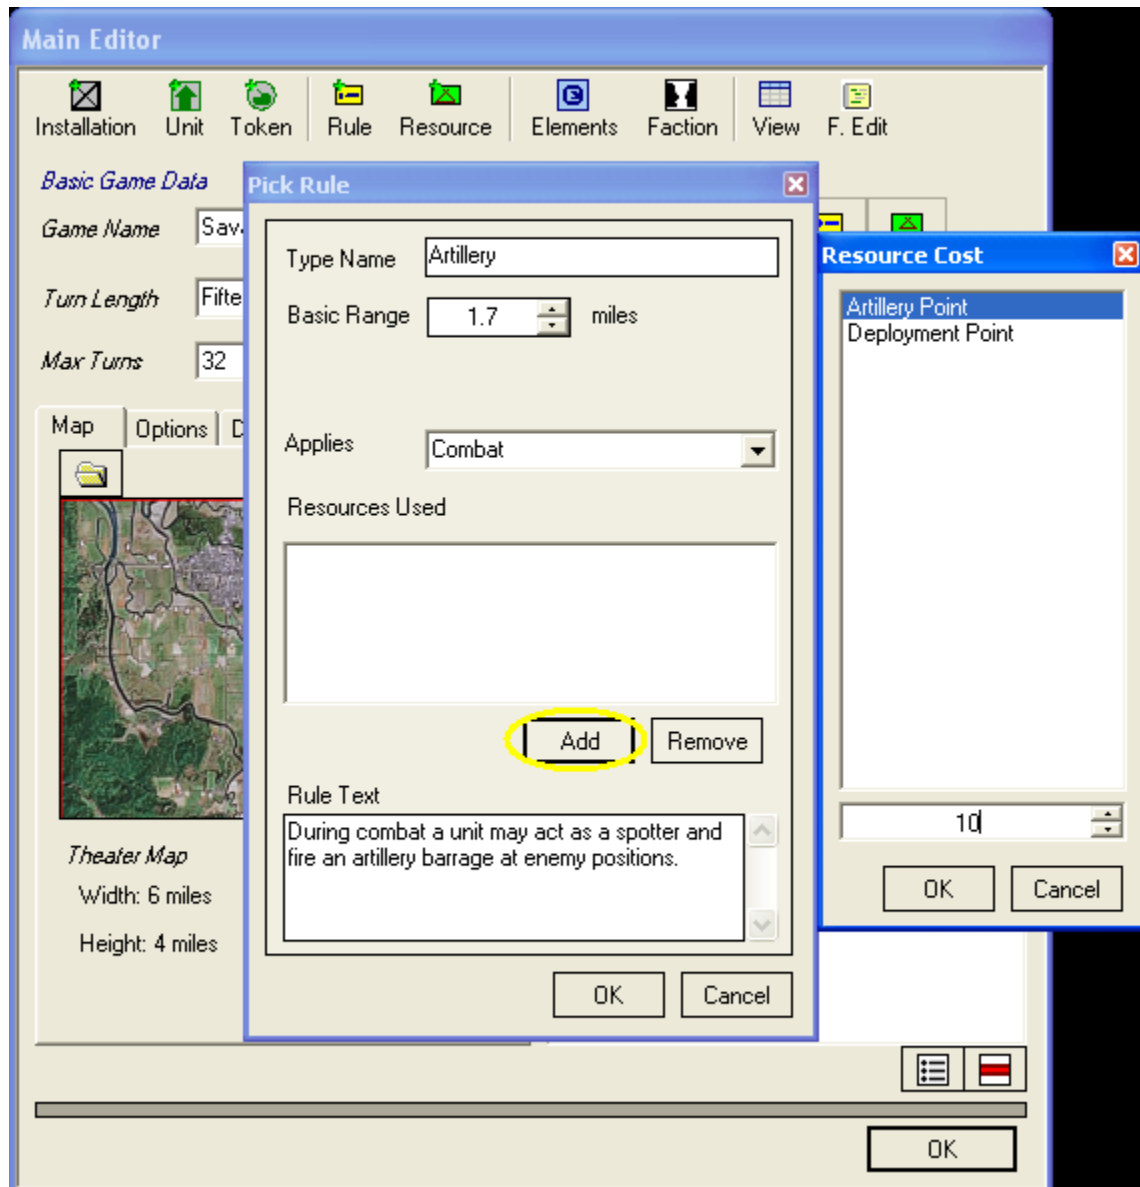 Main Editor
Installation Unit Token Rule Resource Elements Faction View F. Edit
Basic Game Data
Game Name Sav
Turn Length Fifte
Max Turns 32
Map Options
Theater Map
Width: 6 miles
Height: 4 miles
Pick Rule
Type Name Artillery
Basic Range 1.7 miles
Applies Combat
Resources Used
Add Remove
Rule Text
During combat a unit may act as a spotter and
fire an artillery barrage at enemy positions.
OK Cancel
Resource Cost
Artillery Point
Deployment Point
10
OK Cancel
OK